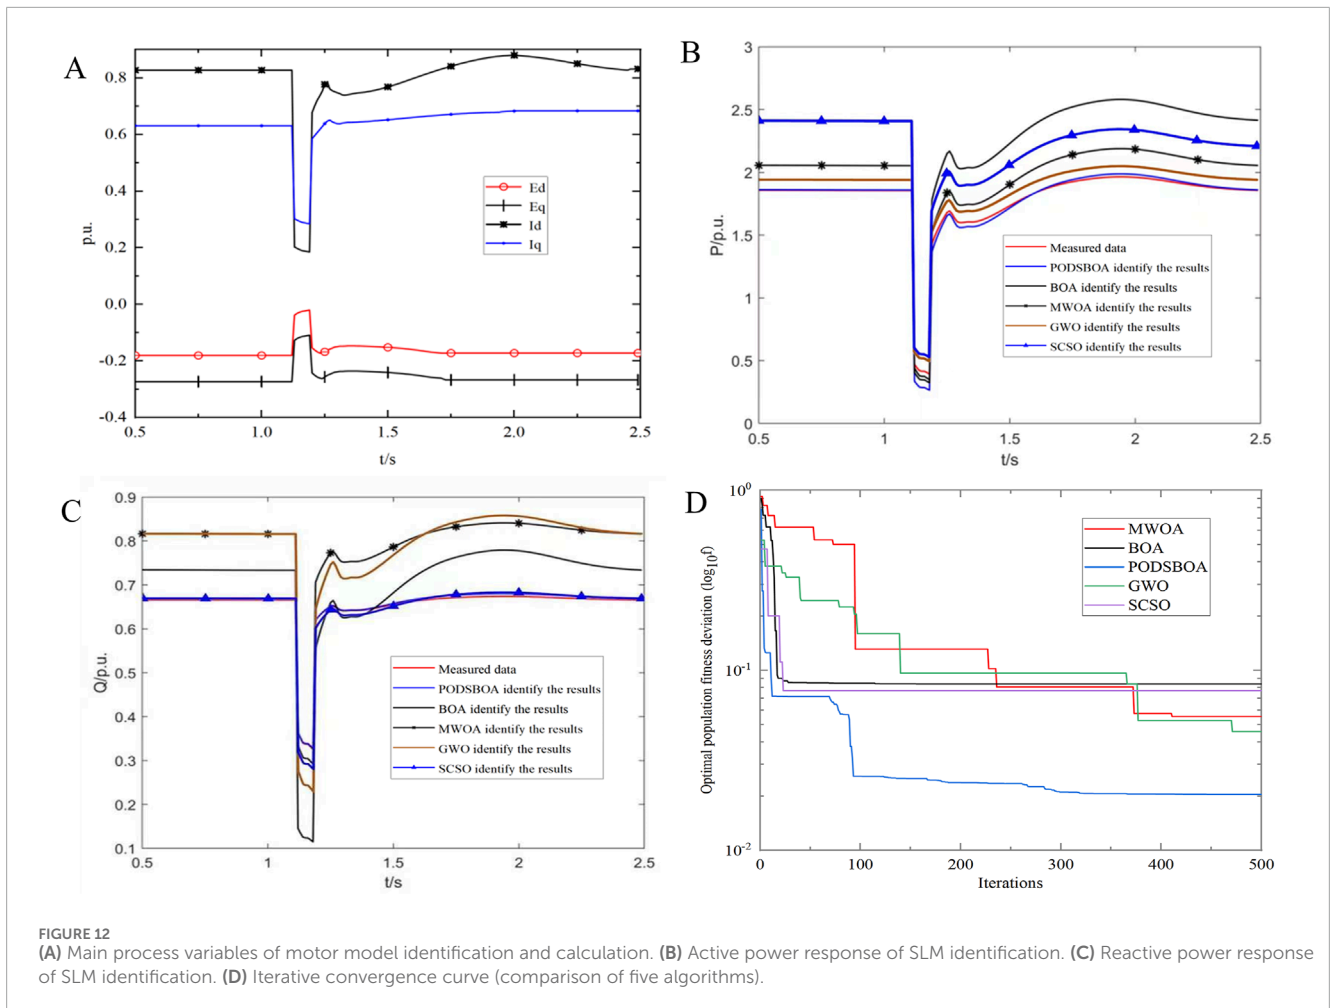 A
0.8
0.6
0.4
0.2
0.0
-0.2
-0.4
p.u.
Ed
Eq
Id
Iq
0.5 1.0 1.5 2.0 2.5
t/s
B
3
2.5
2
1.5
1
0.5
0
P/p.u.
Measured data
PODSBOA identify the results
BOA identify the results
MWOA identify the results
GWO identify the results
SCSO identify the results
0.5 1 1.5 2 2.5
t/s
C
0.9
0.8
0.7
0.6
0.5
0.4
0.3
0.2
0.1
Q/p.u.
Measured data
PODSBOA identify the results
BOA identify the results
MWOA identify the results
GWO identify the results
SCSO identify the results
0.5 1 1.5 2 2.5
t/s
D
10⁰
10⁻¹
10⁻²
Optimal population fitness deviation (log₁₀f)
MWOA
BOA
PODSBOA
GWO
SCSO
0 100 200 300 400 500
Iterations
FIGURE 12
(A) Main process variables of motor model identification and calculation. (B) Active power response of SLM identification. (C) Reactive power response
of SLM identification. (D) Iterative convergence curve (comparison of five algorithms).